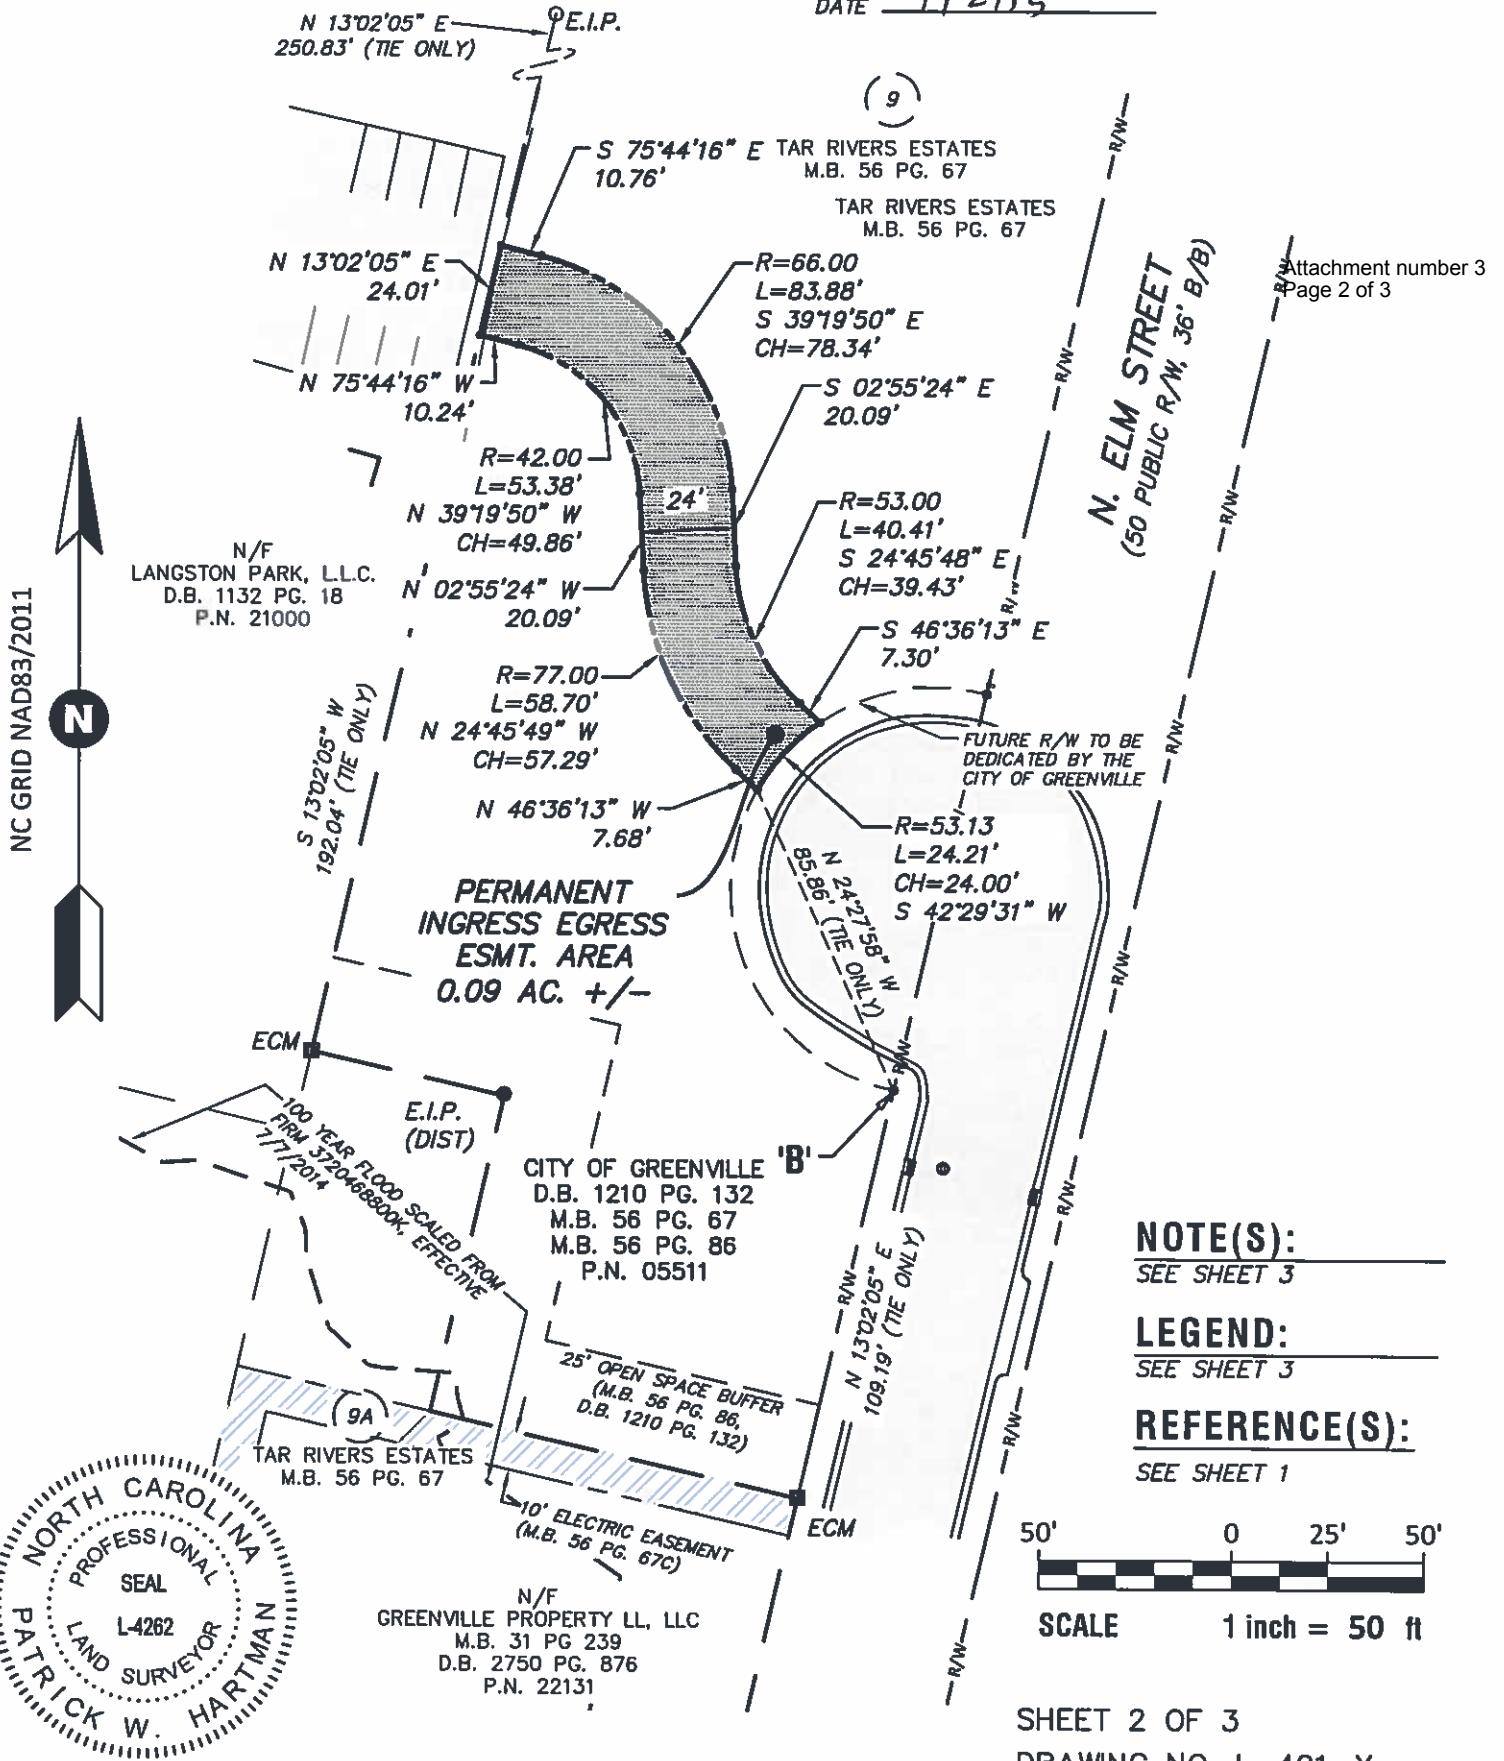 DATE
N 13°02'05" E
250.83' (TIE ONLY)
E.I.P.
9
S 75°44'16" E
10.76'
TAR RIVERS ESTATES
M.B. 56 PG. 67
TAR RIVERS ESTATES
M.B. 56 PG. 67
R/W
Attachment number 3
Page 2 of 3
N 13°02'05" E
24.01'
R=66.00
L=83.88'
S 39°19'50" E
CH=78.34'
N. ELM STREET
(50 PUBLIC R/W, 36' B/B)
R/W
R/W
N 75°44'16" W
10.24'
S 02°55'24" E
20.09'
R=42.00
L=53.38'
N 39°19'50" W
CH=49.86'
24'
R=53.00
L=40.41'
S 24°45'48" E
CH=39.43'
R/W
N/F
LANGSTON PARK, L.L.C.
D.B. 1132 PG. 18
P.N. 21000
N 02°55'24" W
20.09'
S 46°36'13" E
7.30'
NC GRID NAD83/2011
N
R=77.00
L=58.70'
N 24°45'49" W
CH=57.29'
S 13°02'05" W
192.04' (TIE ONLY)
FUTURE R/W TO BE
DEDICATED BY THE
CITY OF GREENVILLE
R/W
N 46°36'13" W
7.68'
R=53.13
L=24.21'
CH=24.00'
S 42°29'31" W
N 24°27'58" W
85.86' (TIE ONLY)
PERMANENT
INGRESS EGRESS
ESMT. AREA
0.09 AC. +/-
R/W
ECM
R/W
E.I.P.
(DIST)
100 YEAR FLOOD SCALED FROM
FIRM 3720468800K, EFFECTIVE
7/7/2014
'B'
CITY OF GREENVILLE
D.B. 1210 PG. 132
M.B. 56 PG. 67
M.B. 56 PG. 86
P.N. 05511
R/W
R/W
N 13°02'05" E
109.19' (TIE ONLY)
NOTE(S):
SEE SHEET 3
LEGEND:
SEE SHEET 3
REFERENCE(S):
SEE SHEET 1
25' OPEN SPACE BUFFER
(M.B. 56 PG. 86,
D.B. 1210 PG. 132)
9A
TAR RIVERS ESTATES
M.B. 56 PG. 67
R/W
10' ELECTRIC EASEMENT
(M.B. 56 PG. 67C)
ECM
50' 0 25' 50'
SCALE 1 inch = 50 ft
N/F
GREENVILLE PROPERTY LL, LLC
M.B. 31 PG 239
D.B. 2750 PG. 876
P.N. 22131
R/W
NORTH CAROLINA
PROFESSIONAL
SEAL
L-4262
LAND SURVEYOR
PATRICK W. HARTMAN
SHEET 2 OF 3